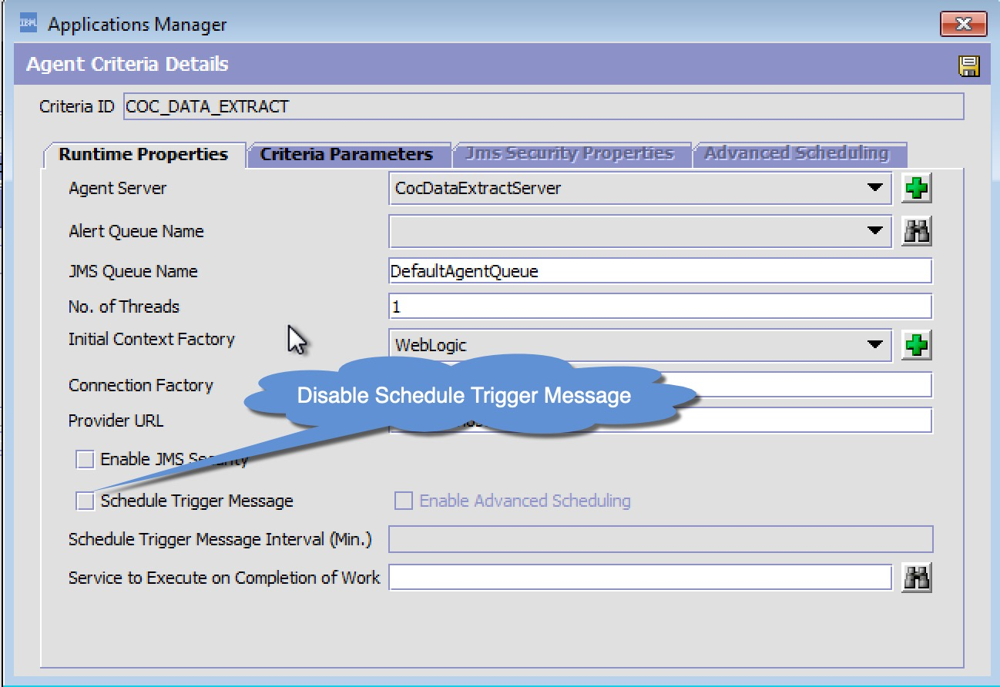 IBM
Applications Manager
Agent Criteria Details
Criteria ID COC_DATA_EXTRACT
Runtime Properties Criteria Parameters Jms Security Properties Advanced Scheduling
Agent Server CocDataExtractServer
Alert Queue Name
JMS Queue Name DefaultAgentQueue
No. of Threads 1
Initial Context Factory WebLogic
Connection Factory
Disable Schedule Trigger Message
Provider URL
Enable JMS Security
Schedule Trigger Message Enable Advanced Scheduling
Schedule Trigger Message Interval (Min.)
Service to Execute on Completion of Work